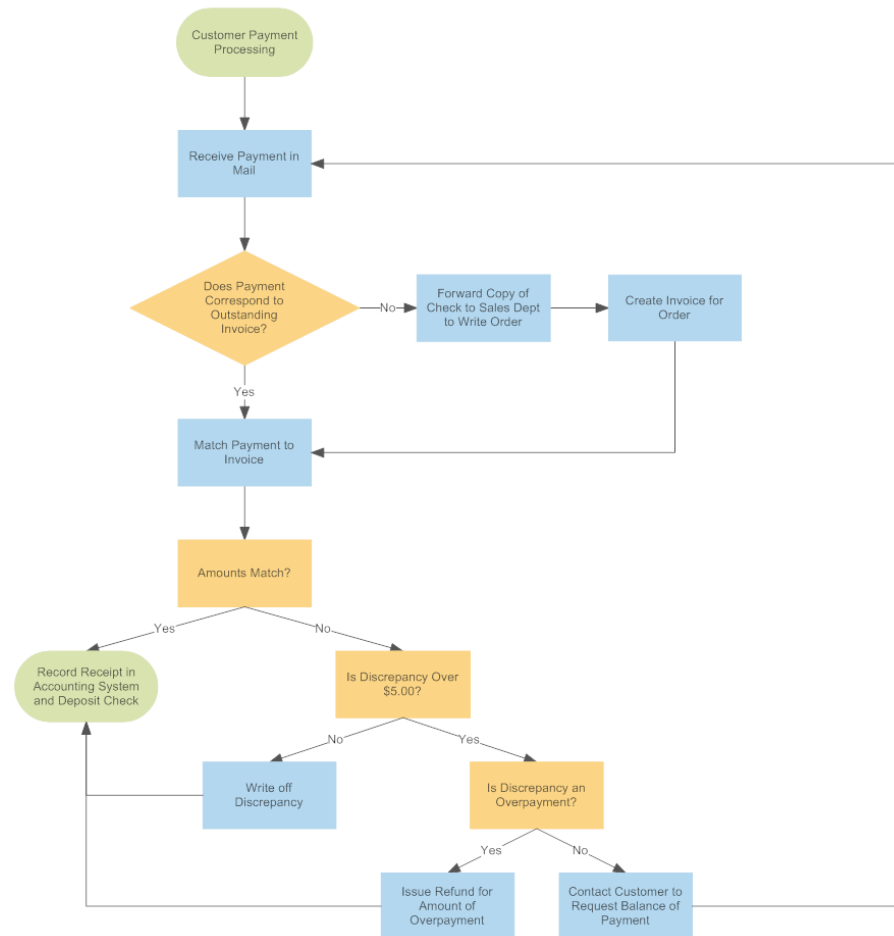 Customer Payment
Processing
Receive Payment in
Mail
Does Payment
Correspond to
Outstanding
Invoice?
No
Forward Copy of
Check to Sales Dept
to Write Order
Create Invoice for
Order
Yes
Match Payment to
Invoice
Amounts Match?
Yes
No
Record Receipt in
Accounting System
and Deposit Check
Is Discrepancy Over
$5.00?
No
Yes
Write off
Discrepancy
Is Discrepancy an
Overpayment?
Yes
No
Issue Refund for
Amount of
Overpayment
Contact Customer to
Request Balance of
Payment